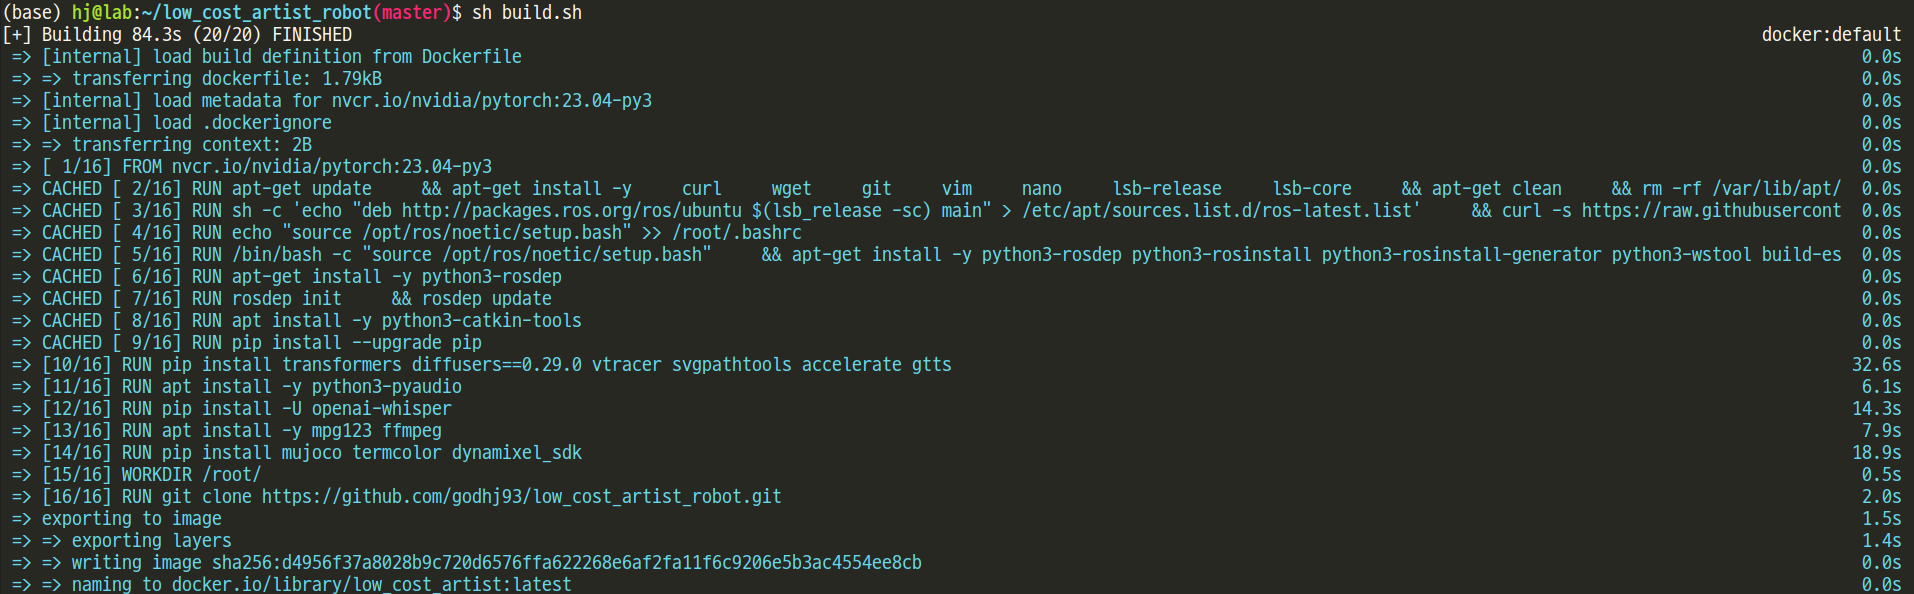 (base) hj@lab:~/low_cost_artist_robot(master)$ sh build.sh
[+] Building 84.3s (20/20) FINISHED docker:default
=> [internal] load build definition from Dockerfile 0.0s
=> => transferring dockerfile: 1.79kB 0.0s
=> [internal] load metadata for nvcr.io/nvidia/pytorch:23.04-py3 0.0s
=> [internal] load .dockerignore 0.0s
=> => transferring context: 2B 0.0s
=> [ 1/16] FROM nvcr.io/nvidia/pytorch:23.04-py3 0.0s
=> CACHED [ 2/16] RUN apt-get update     && apt-get install -y     curl     wget     git     vim     nano     lsb-release     lsb-core     && apt-get clean     && rm -rf /var/lib/apt/ 0.0s
=> CACHED [ 3/16] RUN sh -c 'echo "deb http://packages.ros.org/ros/ubuntu $(lsb_release -sc) main" > /etc/apt/sources.list.d/ros-latest.list'     && curl -s https://raw.githubusercont 0.0s
=> CACHED [ 4/16] RUN echo "source /opt/ros/noetic/setup.bash" >> /root/.bashrc 0.0s
=> CACHED [ 5/16] RUN /bin/bash -c "source /opt/ros/noetic/setup.bash"     && apt-get install -y python3-rosdep python3-rosinstall python3-rosinstall-generator python3-wstool build-es 0.0s
=> CACHED [ 6/16] RUN apt-get install -y python3-rosdep 0.0s
=> CACHED [ 7/16] RUN rosdep init     && rosdep update 0.0s
=> CACHED [ 8/16] RUN apt install -y python3-catkin-tools 0.0s
=> CACHED [ 9/16] RUN pip install --upgrade pip 0.0s
=> [10/16] RUN pip install transformers diffusers==0.29.0 vtracer svgpathtools accelerate gtts 32.6s
=> [11/16] RUN apt install -y python3-pyaudio 6.1s
=> [12/16] RUN pip install -U openai-whisper 14.3s
=> [13/16] RUN apt install -y mpg123 ffmpeg 7.9s
=> [14/16] RUN pip install mujoco termcolor dynamixel_sdk 18.9s
=> [15/16] WORKDIR /root/ 0.5s
=> [16/16] RUN git clone https://github.com/godhj93/low_cost_artist_robot.git 2.0s
=> exporting to image 1.5s
=> => exporting layers 1.4s
=> => writing image sha256:d4956f37a8028b9c720d6576ffa622268e6af2fa11f6c9206e5b3ac4554ee8cb 0.0s
=> => naming to docker.io/library/low_cost_artist:latest 0.0s